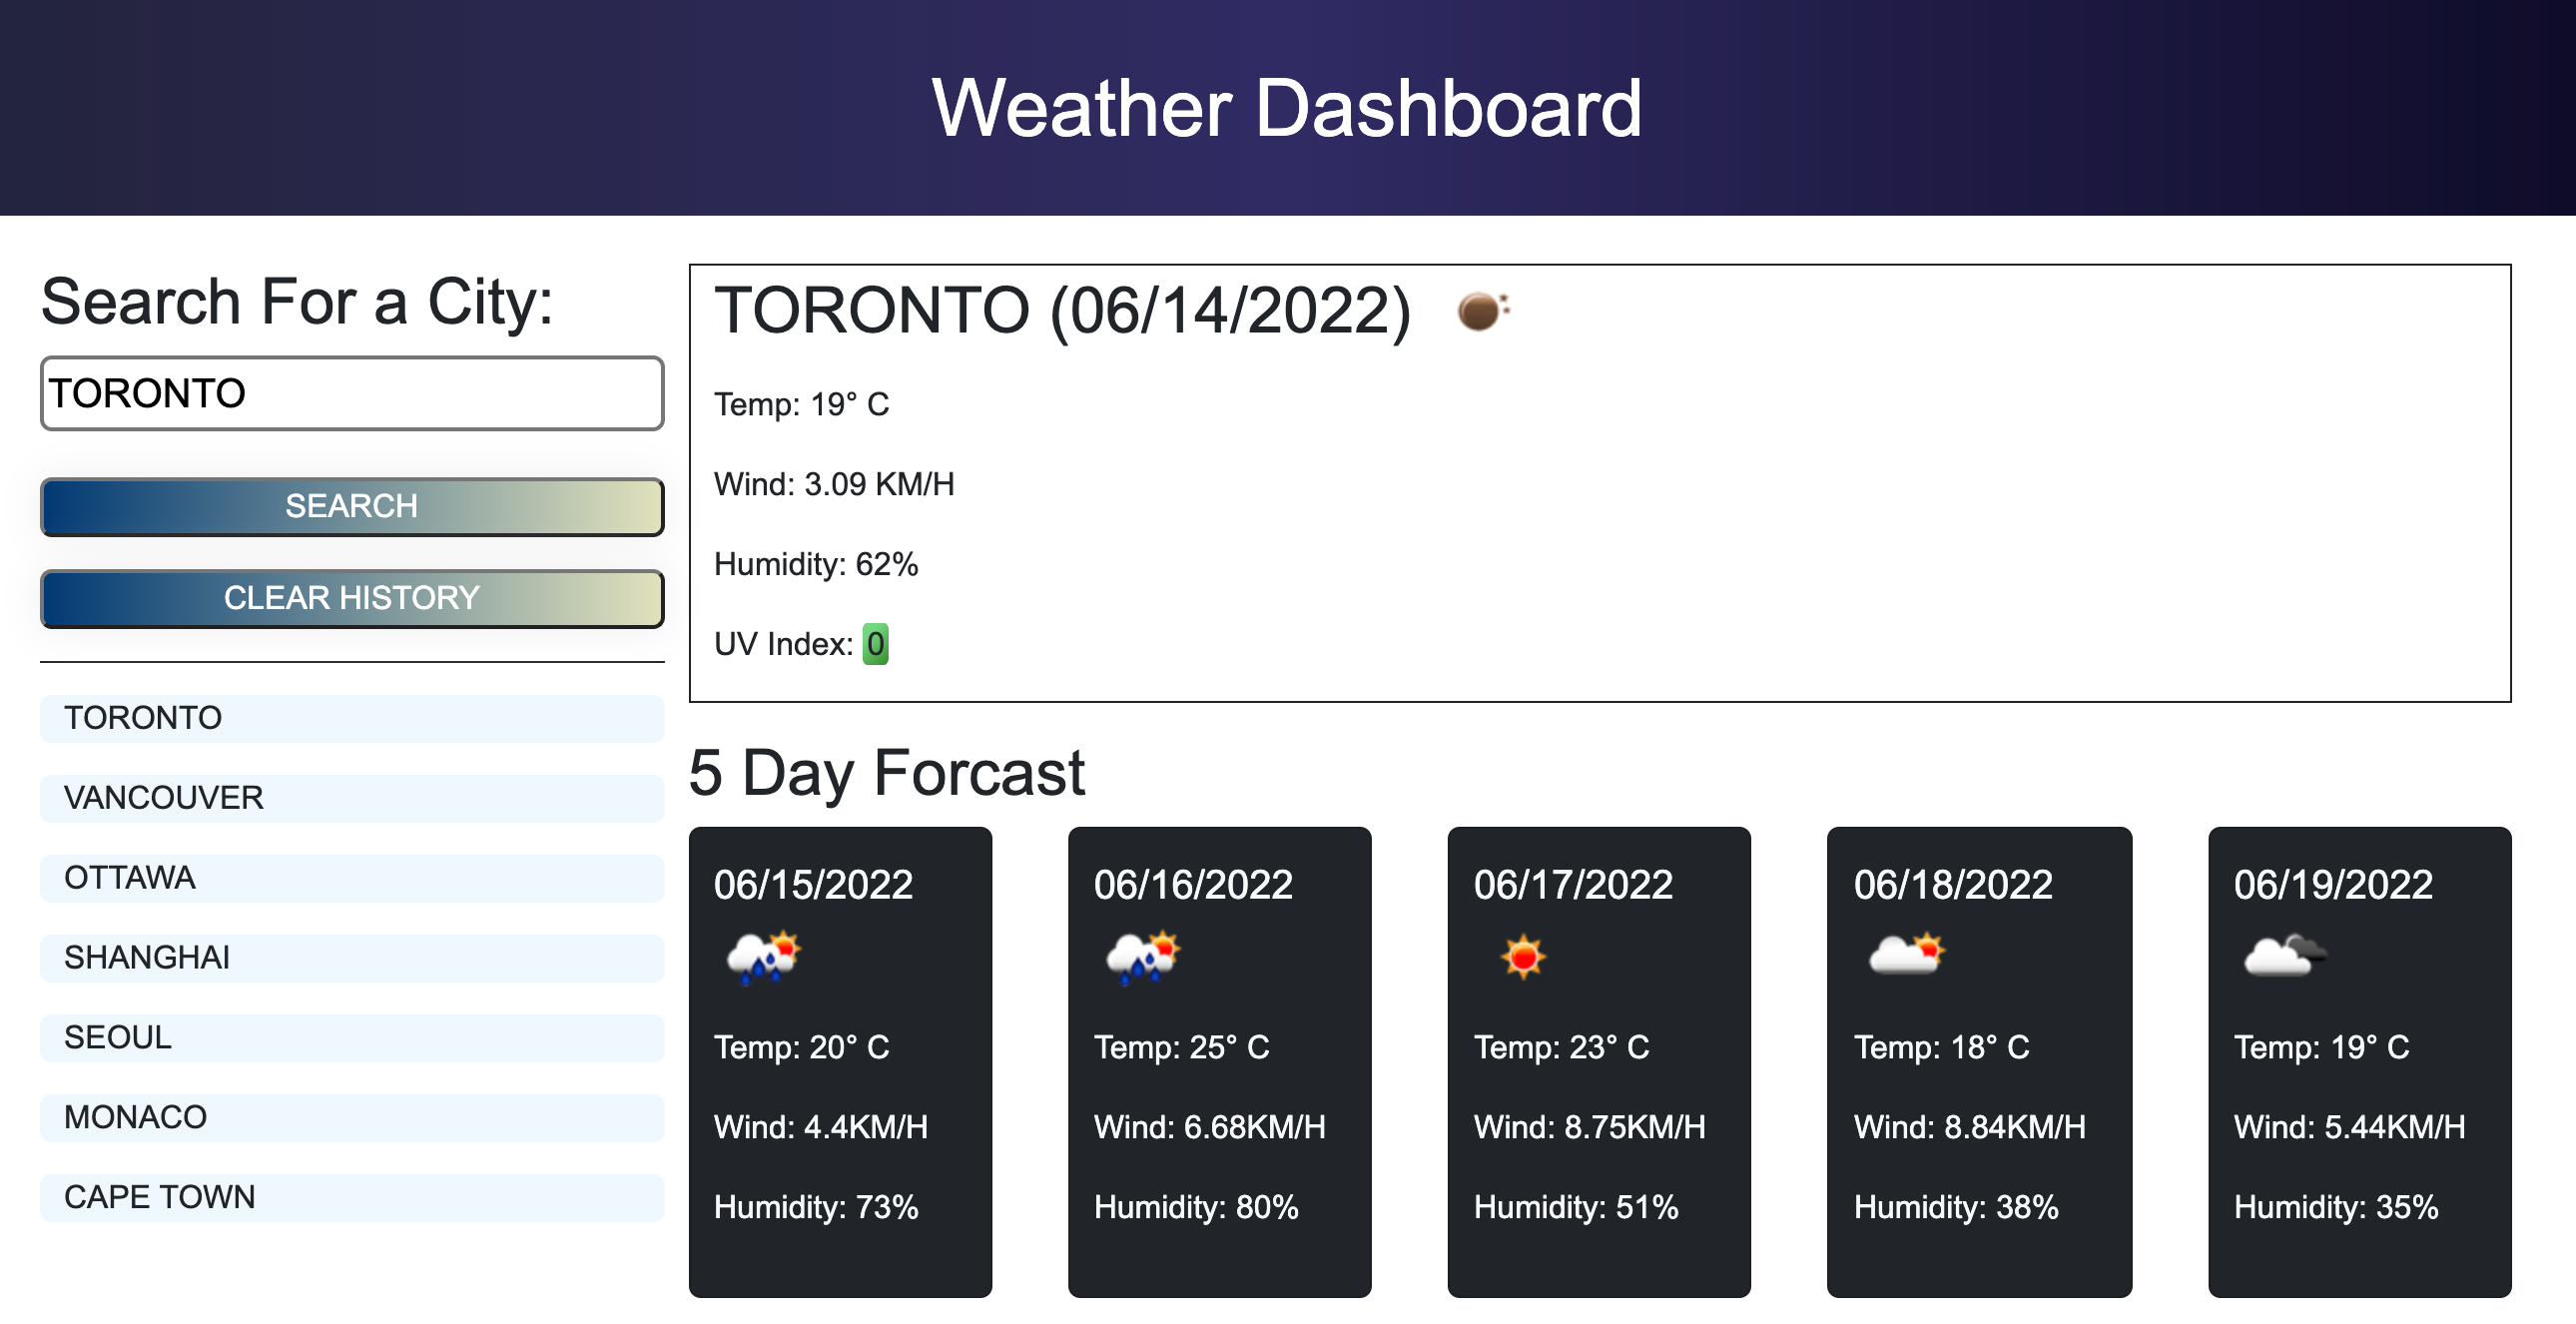 Weather Dashboard
Search For a City:
TORONTO
SEARCH
CLEAR HISTORY
TORONTO
VANCOUVER
OTTAWA
SHANGHAI
SEOUL
MONACO
CAPE TOWN
TORONTO (06/14/2022)
Temp: 19° C
Wind: 3.09 KM/H
Humidity: 62%
UV Index: 0
5 Day Forcast
06/15/2022
Temp: 20° C
Wind: 4.4KM/H
Humidity: 73%
06/16/2022
Temp: 25° C
Wind: 6.68KM/H
Humidity: 80%
06/17/2022
Temp: 23° C
Wind: 8.75KM/H
Humidity: 51%
06/18/2022
Temp: 18° C
Wind: 8.84KM/H
Humidity: 38%
06/19/2022
Temp: 19° C
Wind: 5.44KM/H
Humidity: 35%